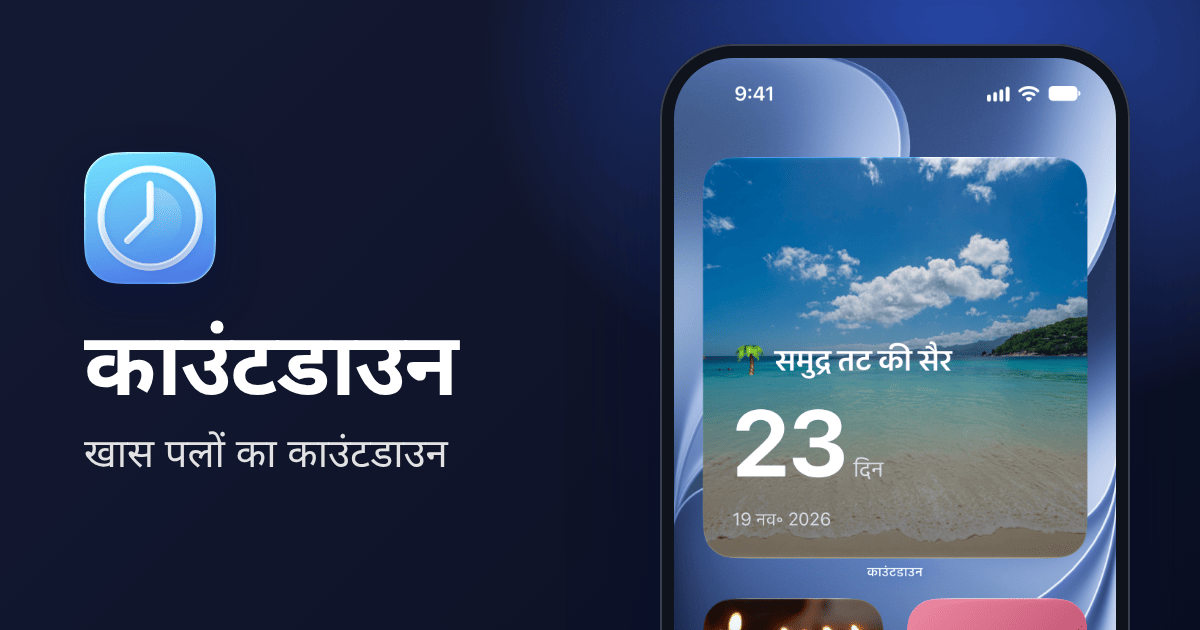 काउंटडाउन
खास पलों का काउंटडाउन
9:41
🌴 समुद्र तट की सैर
23 दिन
19 नव॰ 2026
काउंटडाउन